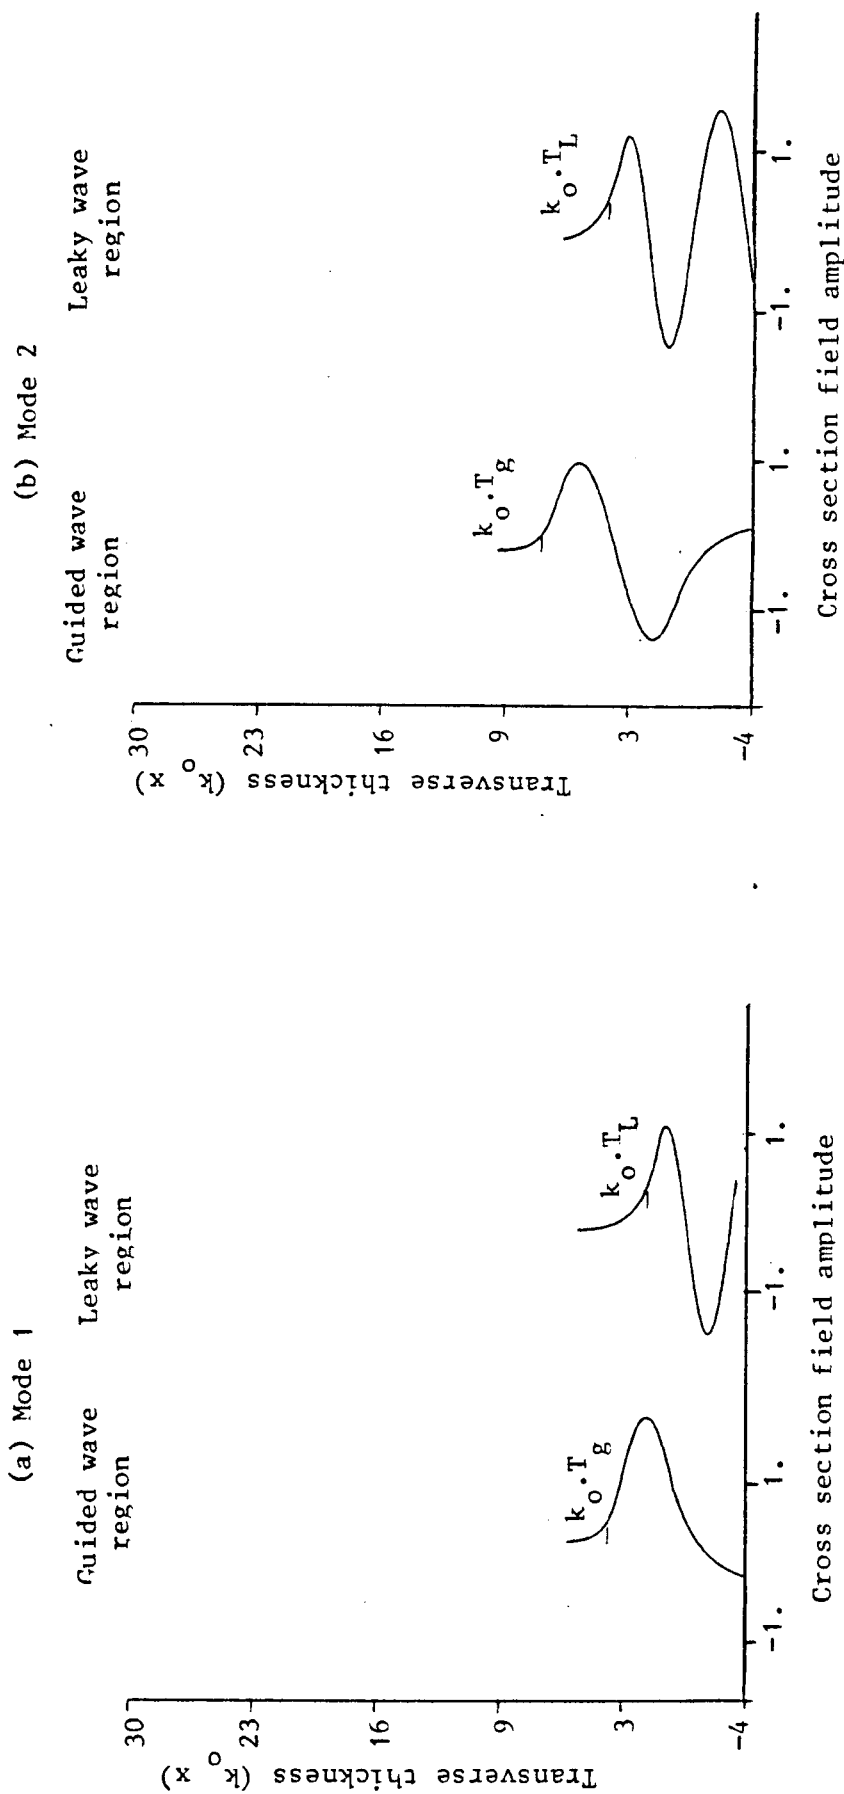 (a) Mode 1
Guided wave
region
Leaky wave
region
30
23
16
9
3
-4
Transverse thickness (k_o x)
k_o·T_g
k_o·T_L
-1.
1.
-1.
1.
Cross section field amplitude
(b) Mode 2
Guided wave
region
Leaky wave
region
30
23
16
9
3
-4
Transverse thickness (k_o x)
k_o·T_g
k_o·T_L
-1.
1.
-1.
1.
Cross section field amplitude